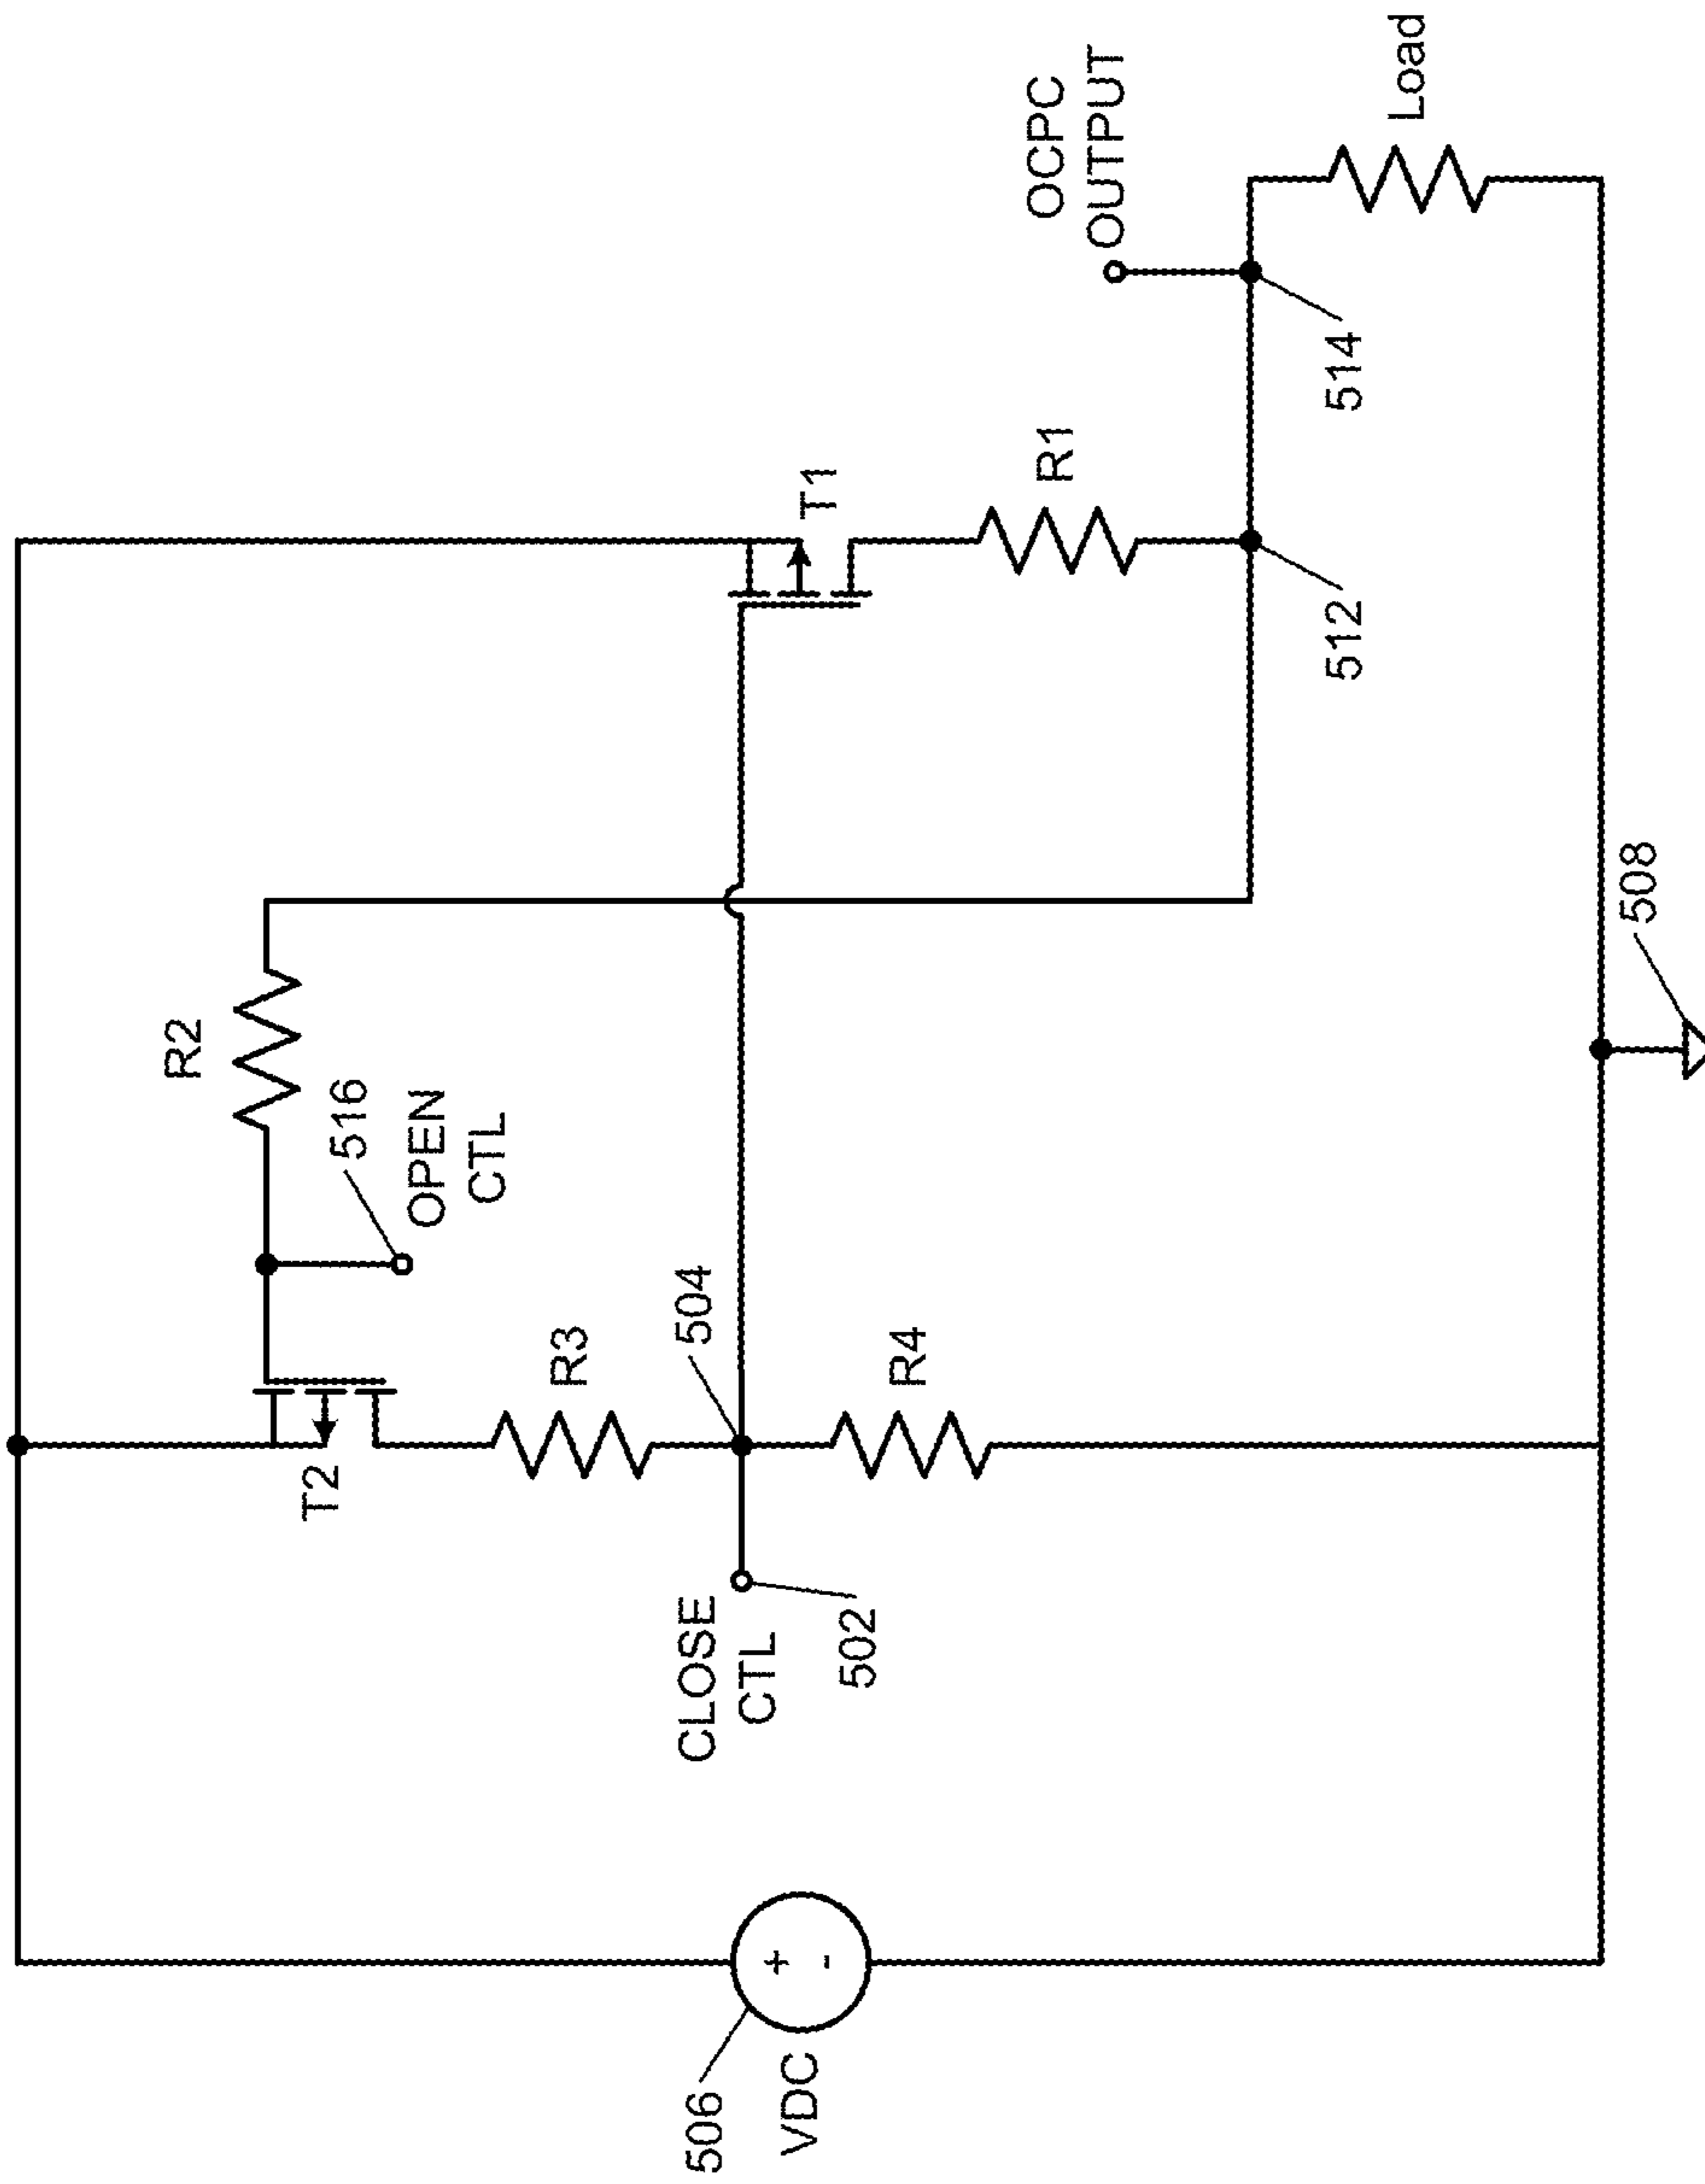 R2
516
OPEN
CTL
T2
R3
504
R4
CLOSE
CTL
502
506
VDC
+
-
T1
R1
OCPC
OUTPUT
512
514
Load
508